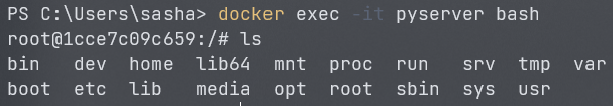 PS C:\Users\sasha> docker exec -it pyserver bash
root@1cce7c09c659:/# ls
bin dev home lib64 mnt proc run srv tmp var
boot etc lib media opt root sbin sys usr